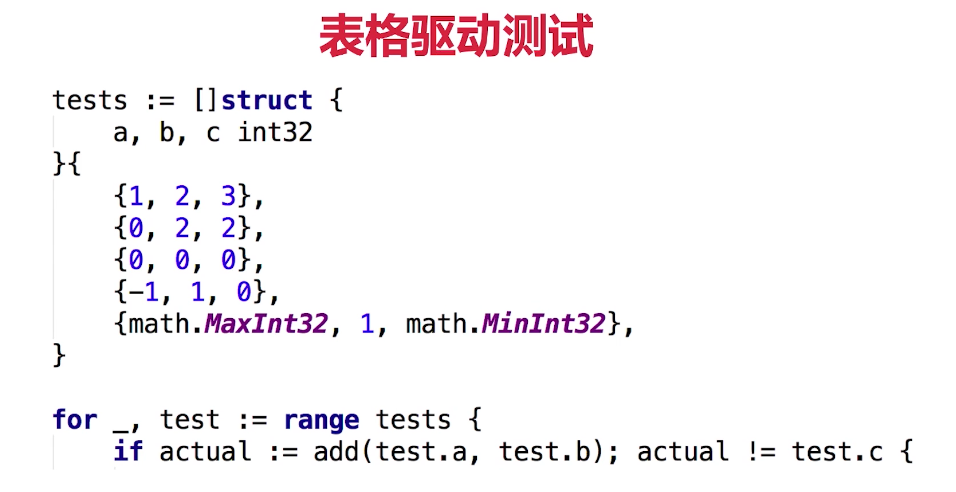 表格驱动测试
tests := []struct {
    a, b, c int32
}{
    {1, 2, 3},
    {0, 2, 2},
    {0, 0, 0},
    {−1, 1, 0},
    {math.MaxInt32, 1, math.MinInt32},
}
for _, test := range tests {
    if actual := add(test.a, test.b); actual != test.c {